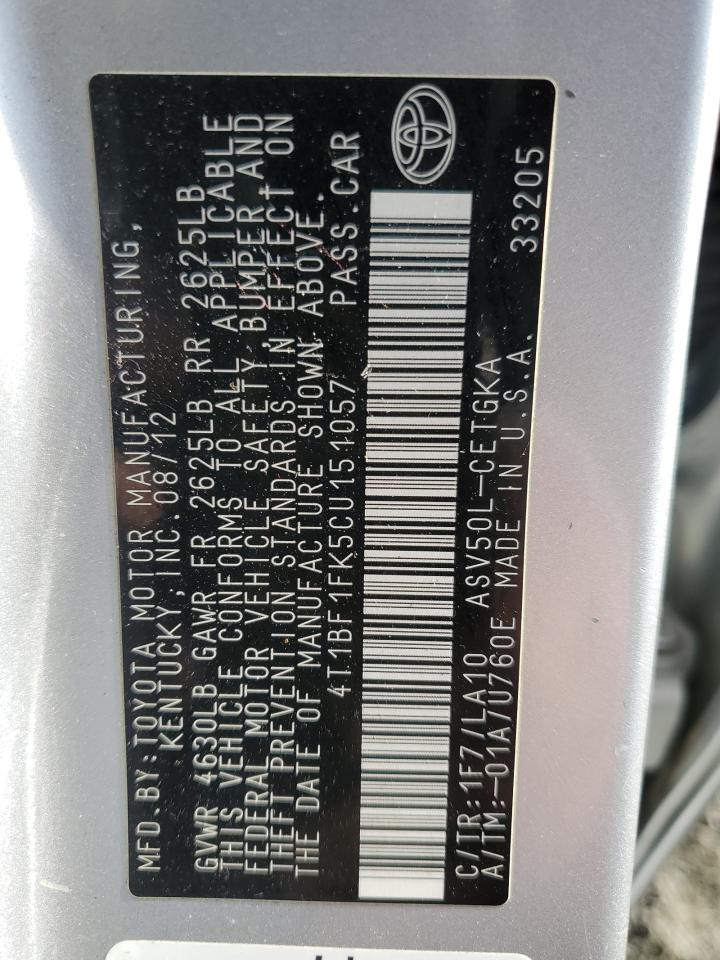 MFD.BY:TOYOTA MOTOR MANUFACTURING,
KENTUCKY,INC.08/12
GVWR 4630LB GAWR FR 2625LB RR 2625LB
THIS VEHICLE CONFORMS TO ALL APPLICABLE
FEDERAL MOTOR VEHICLE SAFETY, BUMPER AND
THEFT PREVENTION STANDARDS IN EFFECT ON
THE DATE OF MANUFACTURE SHOWN ABOVE.
4T1BF1FK5CU151057 PASS.CAR
C/TR:1F7/LA10 ASV50L-CETGKA
A/TM:-01A/U760E MADE IN U.S.A. 33205